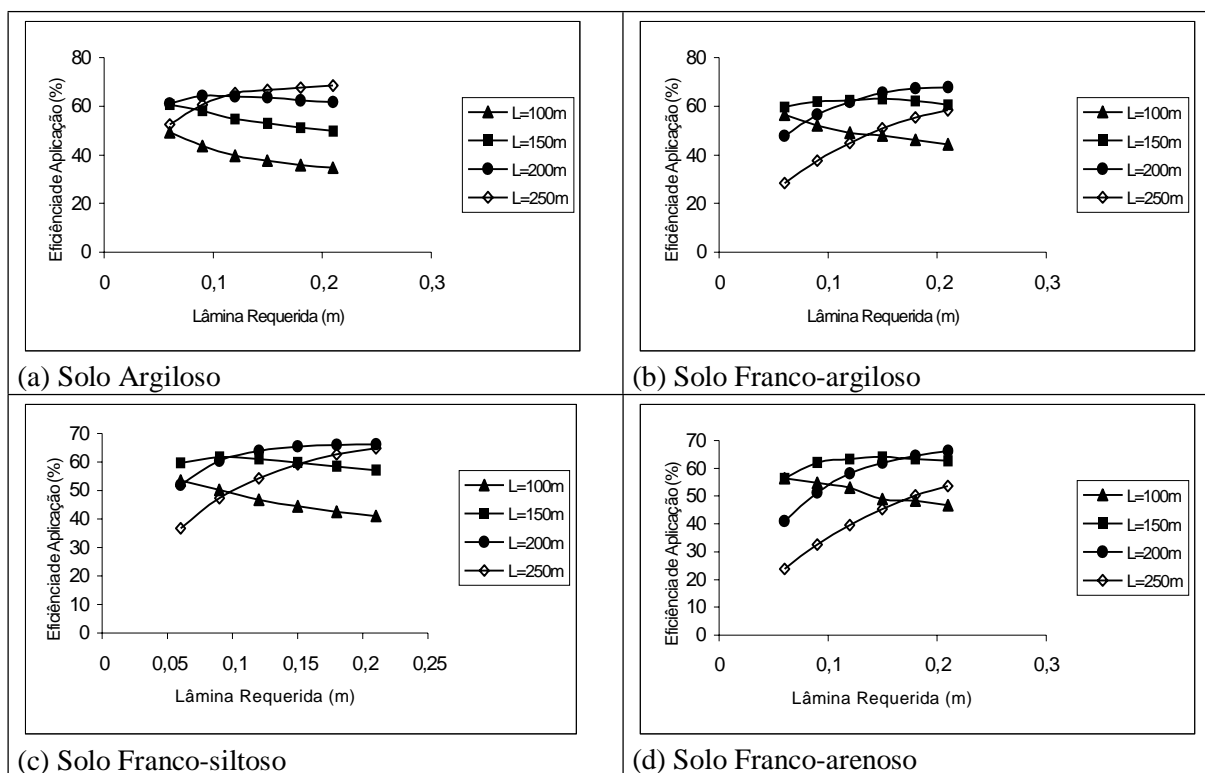 80
60
40
20
0
0
0,1
0,2
0,3
Eficiência de Aplicação (%)
Lâmina Requerida (m)
L=100m
L=150m
L=200m
L=250m
(a) Solo Argiloso
80
60
40
20
0
0
0,1
0,2
0,3
Eficiência de Aplicação (%)
Lâmina Requerida (m)
L=100m
L=150m
L=200m
L=250m
(b) Solo Franco-argiloso
70
60
50
40
30
20
10
0
0
0,05
0,1
0,15
0,2
0,25
Eficiência de Aplicação (%)
Lâmina Requerida (m)
L=100m
L=150m
L=200m
L=250m
(c) Solo Franco-siltoso
70
60
50
40
30
20
10
0
0
0,1
0,2
0,3
Eficiência de Aplicação (%)
Lâmina Requerida (m)
L=100m
L=150m
L=200m
L=250m
(d) Solo Franco-arenoso